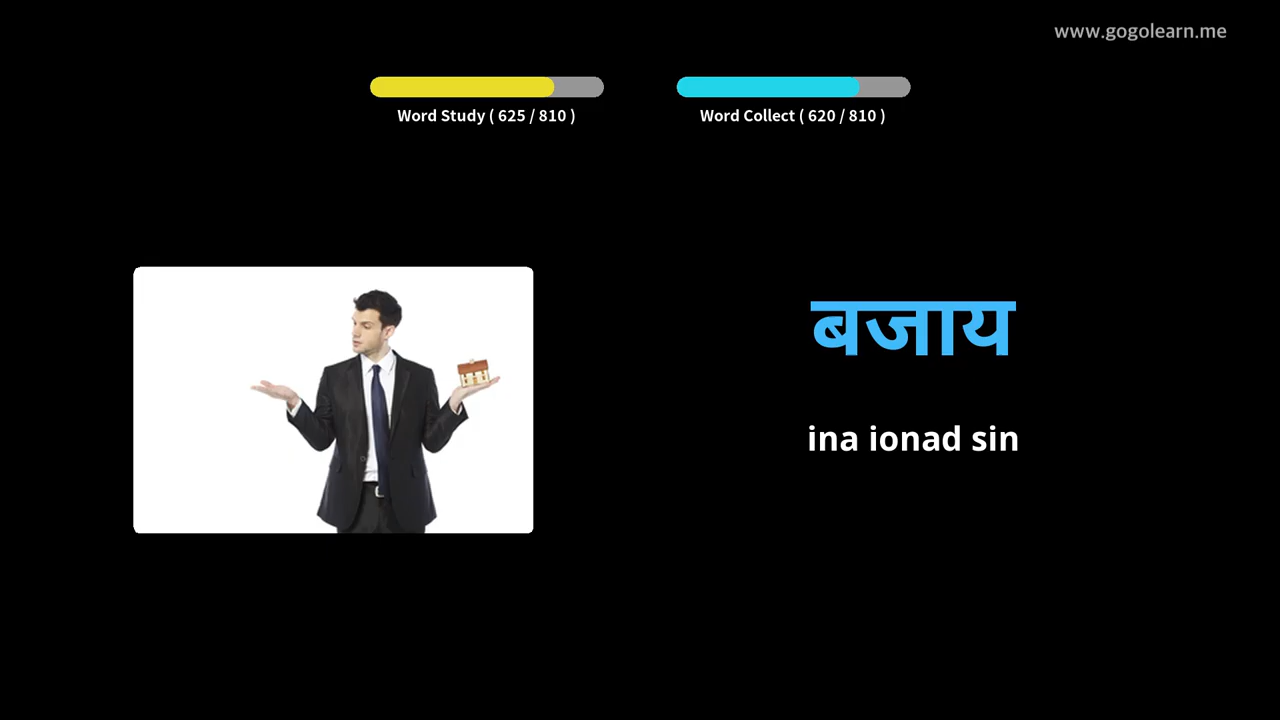 www.gogolearn.me
Word Study ( 625 / 810 )
Word Collect ( 620 / 810 )
बजाय
ina ionad sin